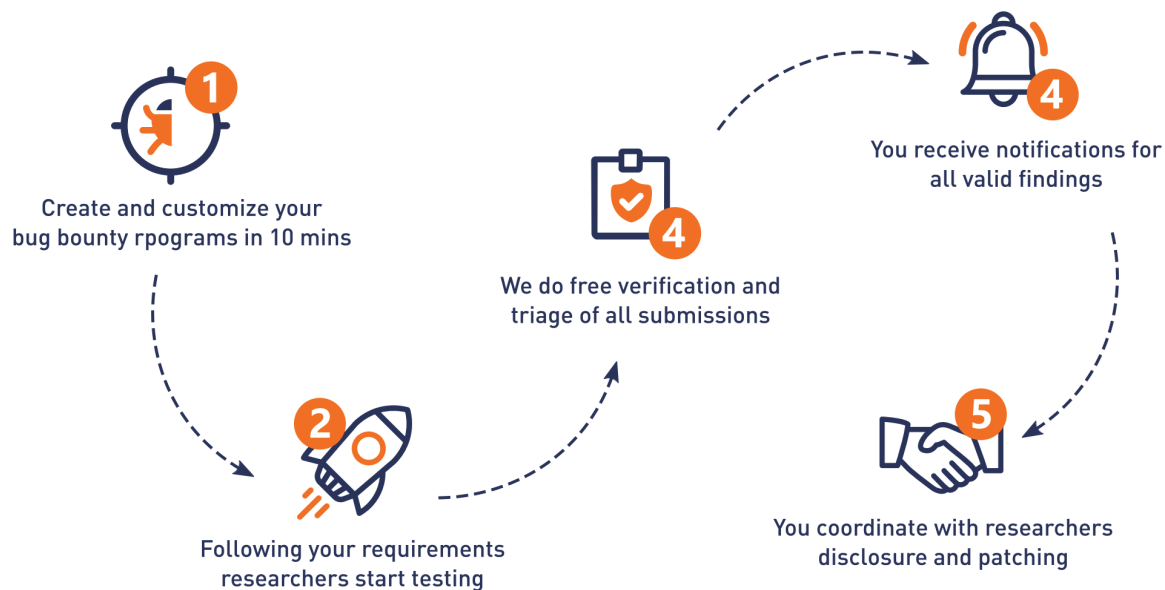 1
Create and customize your
bug bounty rpograms in 10 mins
2
Following your requirements
researchers start testing
4
We do free verification and
triage of all submissions
4
You receive notifications for
all valid findings
5
You coordinate with researchers
disclosure and patching